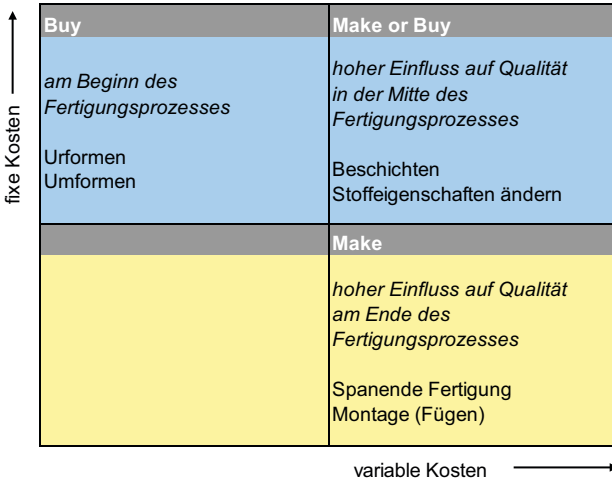 fixe Kosten
Buy
am Beginn des
Fertigungsprozesses
Urformen
Umformen
Make or Buy
hoher Einfluss auf Qualität
in der Mitte des
Fertigungsprozesses
Beschichten
Stoffeigenschaften ändern
Make
hoher Einfluss auf Qualität
am Ende des
Fertigungsprozesses
Spanende Fertigung
Montage (Fügen)
variable Kosten